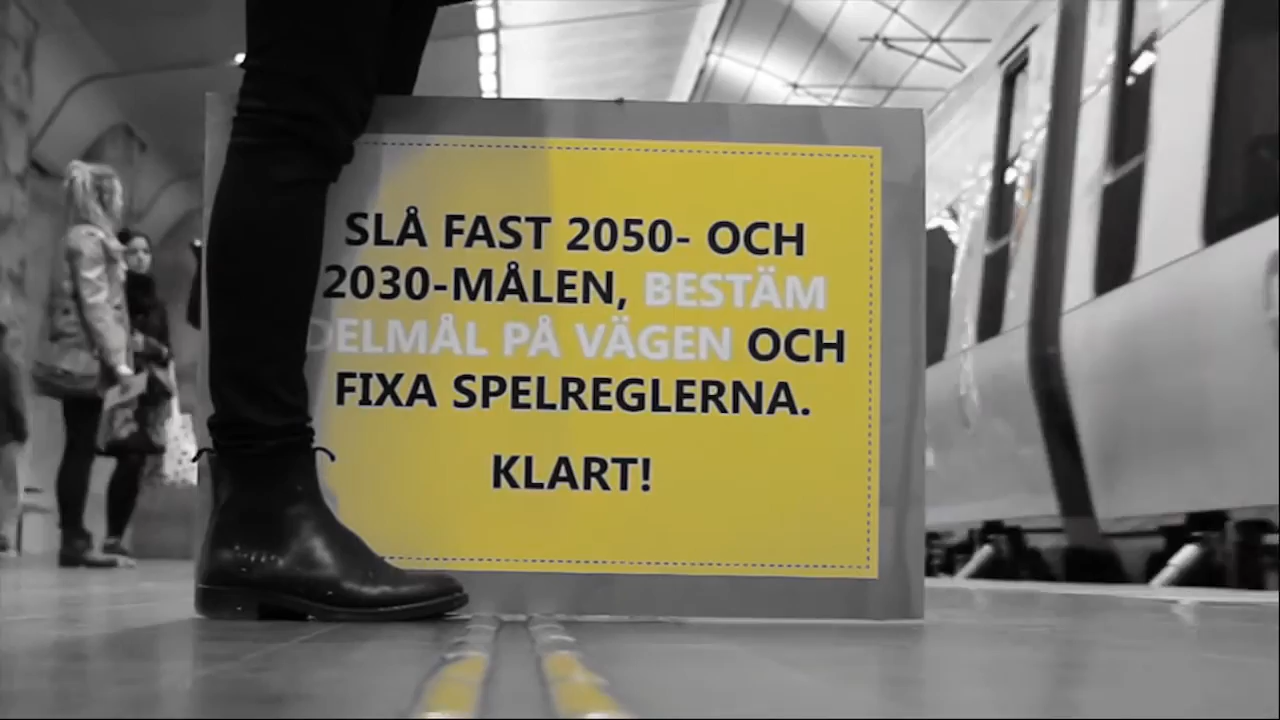 SLÅ FAST 2050- OCH
2030-MÅLEN, BESTÄM
DELMÅL PÅ VÄGEN OCH
FIXA SPELREGLERNA.
KLART!